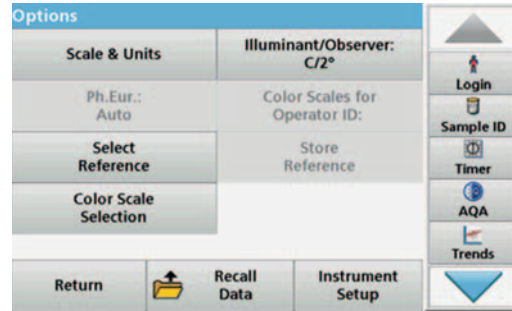 Options
Scale & Units
Illuminant/Observer:
C/2°
Ph.Eur.:
Auto
Color Scales for
Operator ID:
Select
Reference
Store
Reference
Color Scale
Selection
Return
Recall
Data
Instrument
Setup
Login
Sample ID
Timer
AQA
Trends